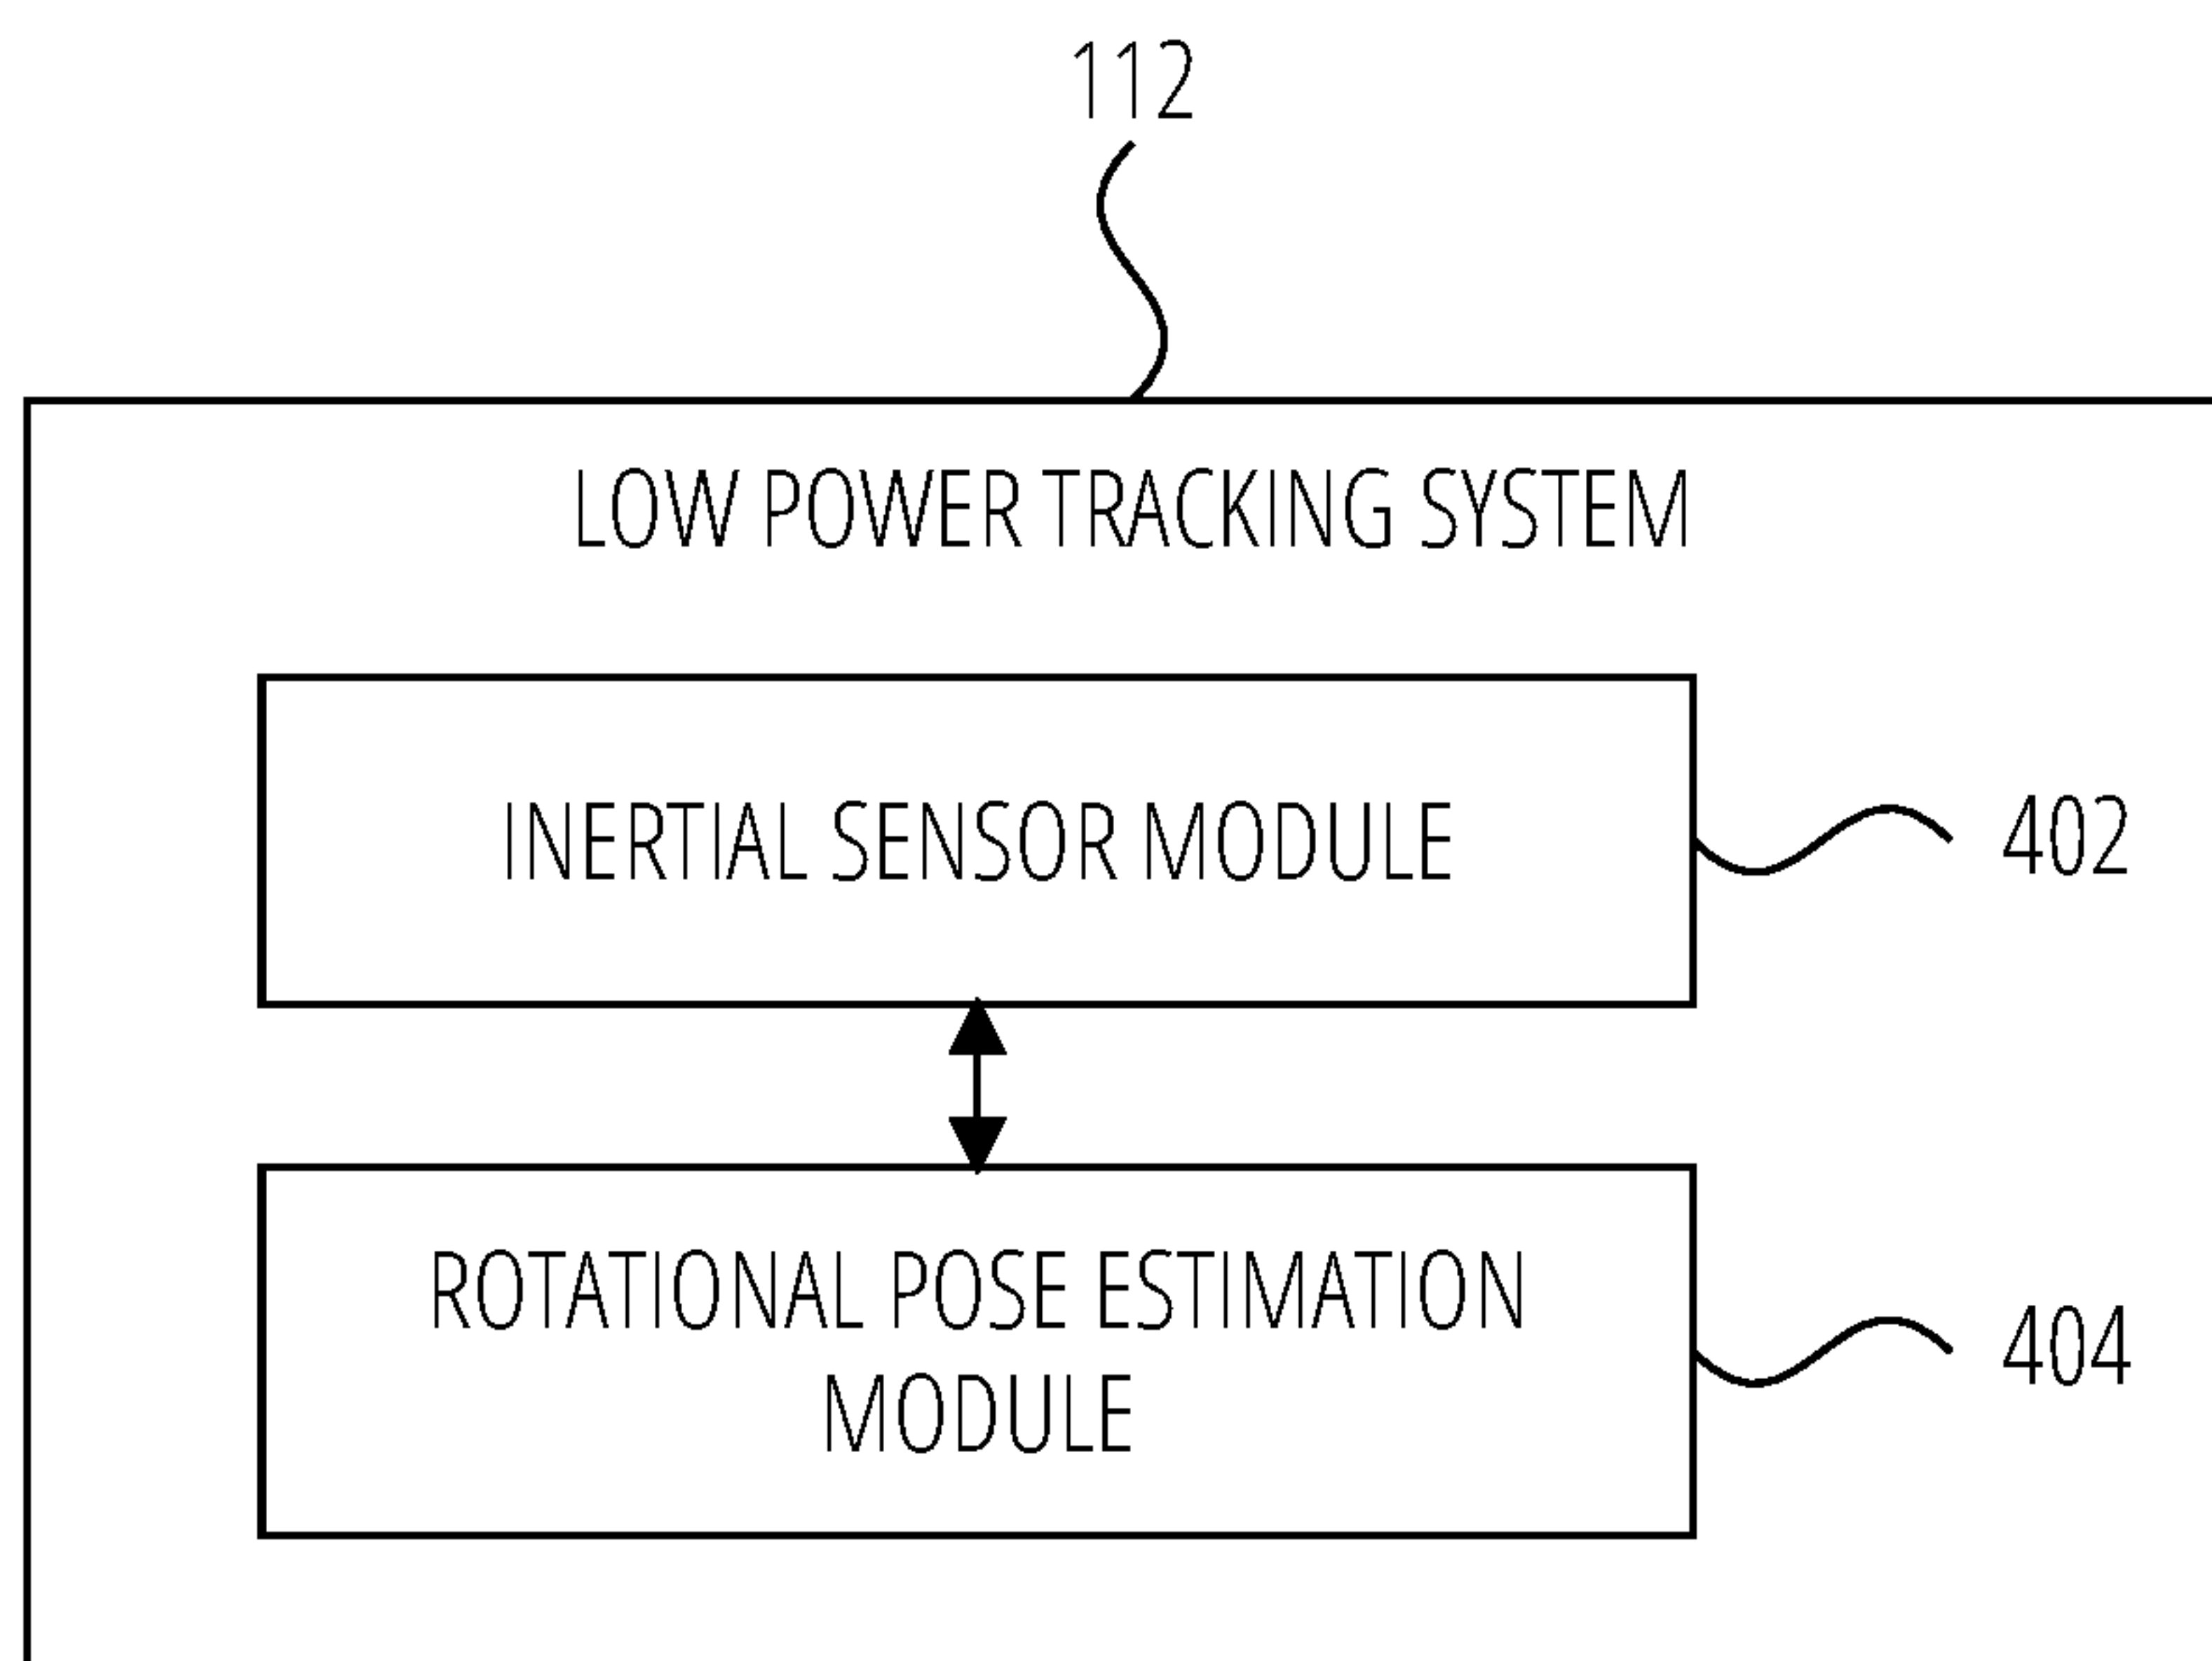 112
LOW POWER TRACKING SYSTEM
INERTIAL SENSOR MODULE
402
ROTATIONAL POSE ESTIMATION
MODULE
404